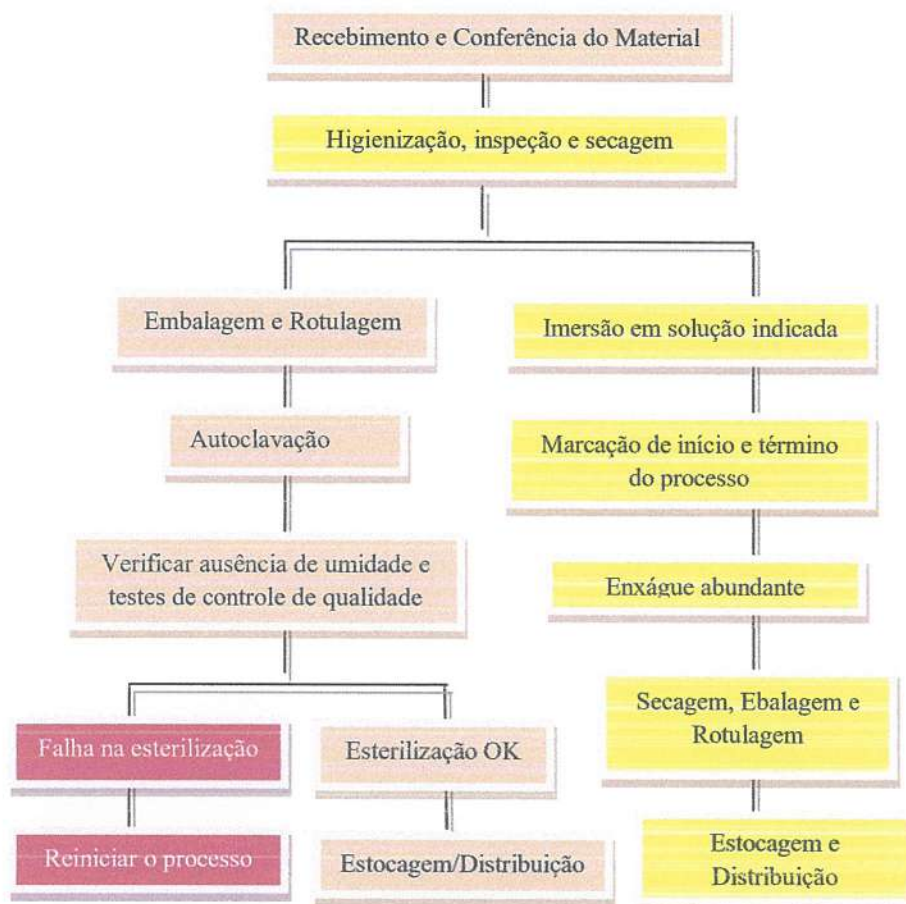 Recebimento e Conferência do Material
Higienização, inspeção e secagem
Embalagem e Rotulagem
Autoclavação
Verificar ausência de umidade e
testes de controle de qualidade
Falha na esterilização
Reiniciar o processo
Esterilização OK
Estocagem/Distribuição
Imersão em solução indicada
Marcação de início e término
do processo
Enxágue abundante
Secagem, Ebalagem e
Rotulagem
Estocagem e
Distribuição